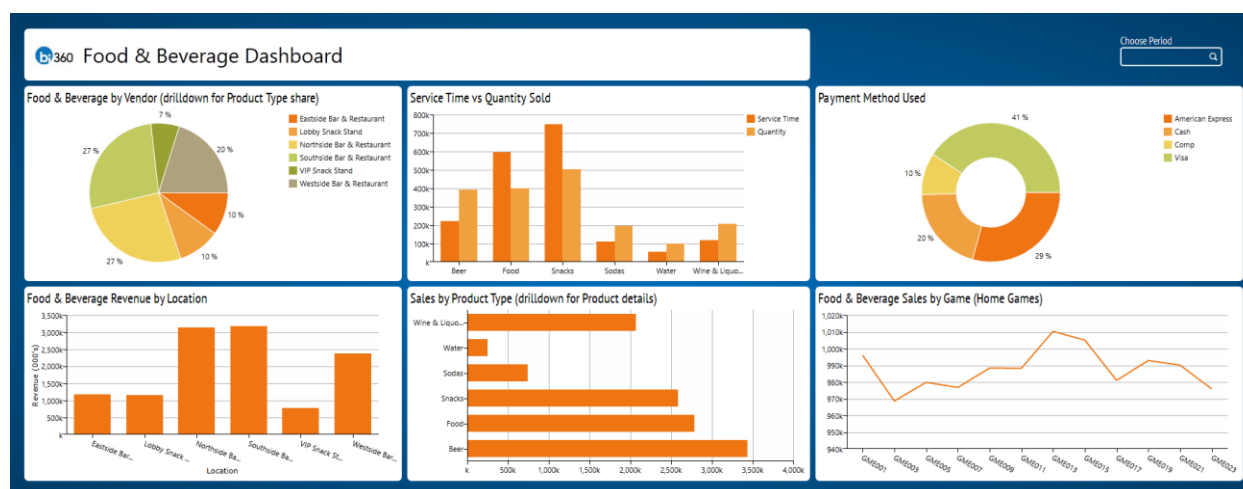 bi360 Food & Beverage Dashboard
Choose Period
Food & Beverage by Vendor (drilldown for Product Type share)
7 %
20 %
10 %
10 %
27 %
27 %
Eastside Bar & Restaurant
Lobby Snack Stand
Northside Bar & Restaurant
Southside Bar & Restaurant
VIP Snack Stand
Westside Bar & Restaurant
Service Time vs Quantity Sold
800k
700k
600k
500k
400k
300k
200k
100k
k
Beer Food Snacks Sodas Water Wine & Liquo...
Service Time
Quantity
Payment Method Used
41 %
10 %
20 %
29 %
American Express
Cash
Comp
Visa
Food & Beverage Revenue by Location
Revenue (000's)
3,500k
3,000k
2,500k
2,000k
1,500k
1,000k
500k
k
Eastside Bar... Lobby Snack ... Northside Ba... Southside Ba... VIP Snack St... Westside Bar...
Location
Sales by Product Type (drilldown for Product details)
Wine & Liquo...
Water
Sodas
Snacks
Food
Beer
k 500k 1,000k 1,500k 2,000k 2,500k 3,000k 3,500k 4,000k
Food & Beverage Sales by Game (Home Games)
1,020k
1,010k
1,000k
990k
980k
970k
960k
950k
940k
GME001 GME003 GME005 GME007 GME009 GME011 GME013 GME015 GME017 GME019 GME021 GME023